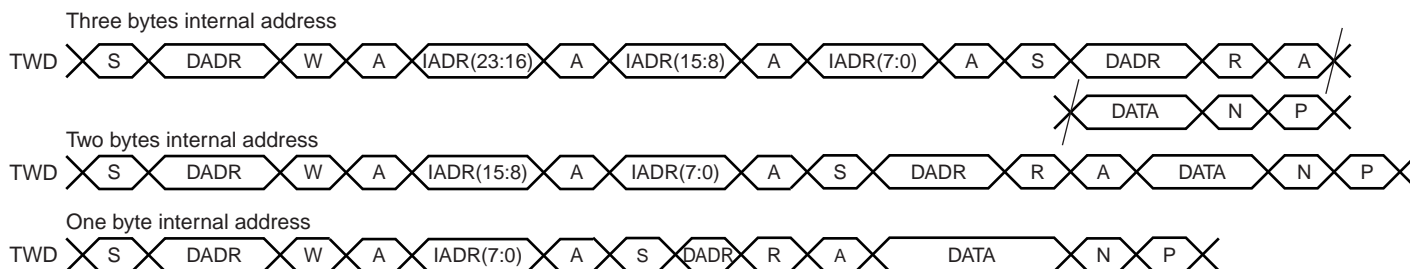 Three bytes internal address
TWD S DADR W A IADR(23:16) A IADR(15:8) A IADR(7:0) A S DADR R A
DATA N P
Two bytes internal address
TWD S DADR W A IADR(15:8) A IADR(7:0) A S DADR R A DATA N P
One byte internal address
TWD S DADR W A IADR(7:0) A S DADR R A DATA N P